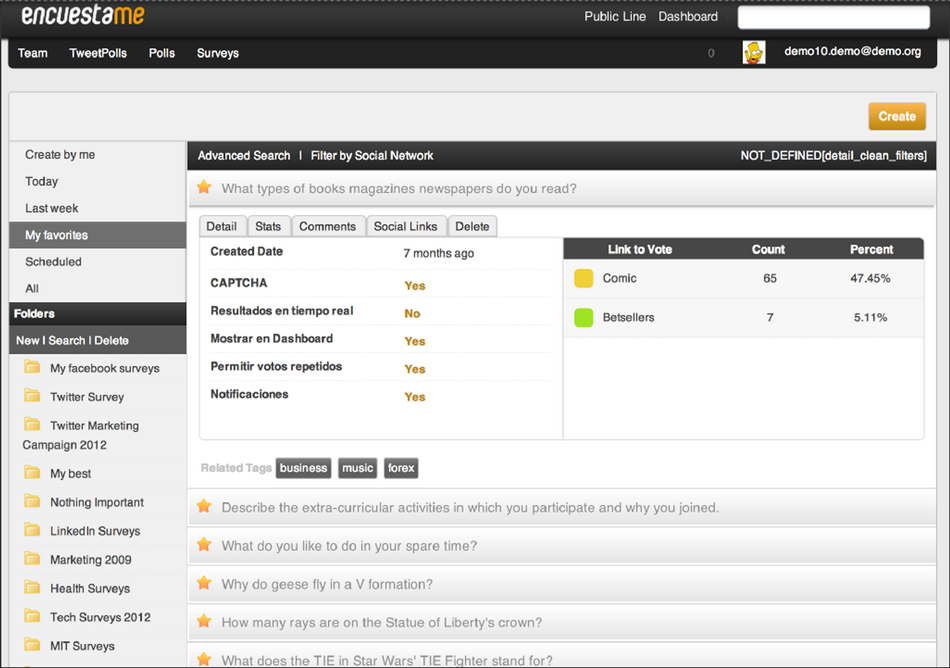 encuestame
Public Line Dashboard
Team TweetPolls Polls Surveys 0 demo10.demo@demo.org
Create
Create by me
Today
Last week
My favorites
Scheduled
All
Folders
New | Search | Delete
My facebook surveys
Twitter Survey
Twitter Marketing
Campaign 2012
My best
Nothing Important
LinkedIn Surveys
Marketing 2009
Health Surveys
Tech Surveys 2012
MIT Surveys
Advanced Search | Filter by Social Network NOT_DEFINED[detail_clean_filters]
What types of books magazines newspapers do you read?
Detail Stats Comments Social Links Delete
Created Date 7 months ago
CAPTCHA Yes
Resultados en tiempo real No
Mostrar en Dashboard Yes
Permitir votos repetidos Yes
Notificaciones Yes
Link to Vote Count Percent
Comic 65 47.45%
Betsellers 7 5.11%
Related Tags business music forex
Describe the extra-curricular activities in which you participate and why you joined.
What do you like to do in your spare time?
Why do geese fly in a V formation?
How many rays are on the Statue of Liberty's crown?
What does the TIE in Star Wars' TIE Fighter stand for?